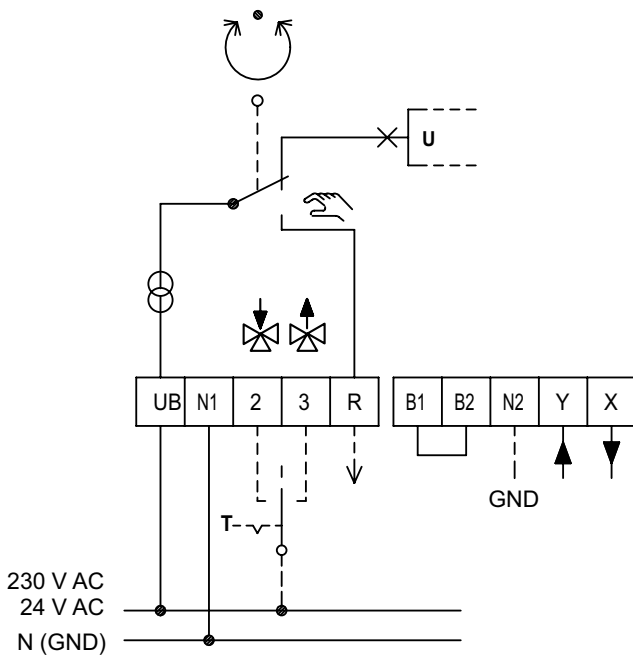 U
UB N1 2 3 R B1 B2 N2 Y X
GND
T
230 V AC
24 V AC
N (GND)